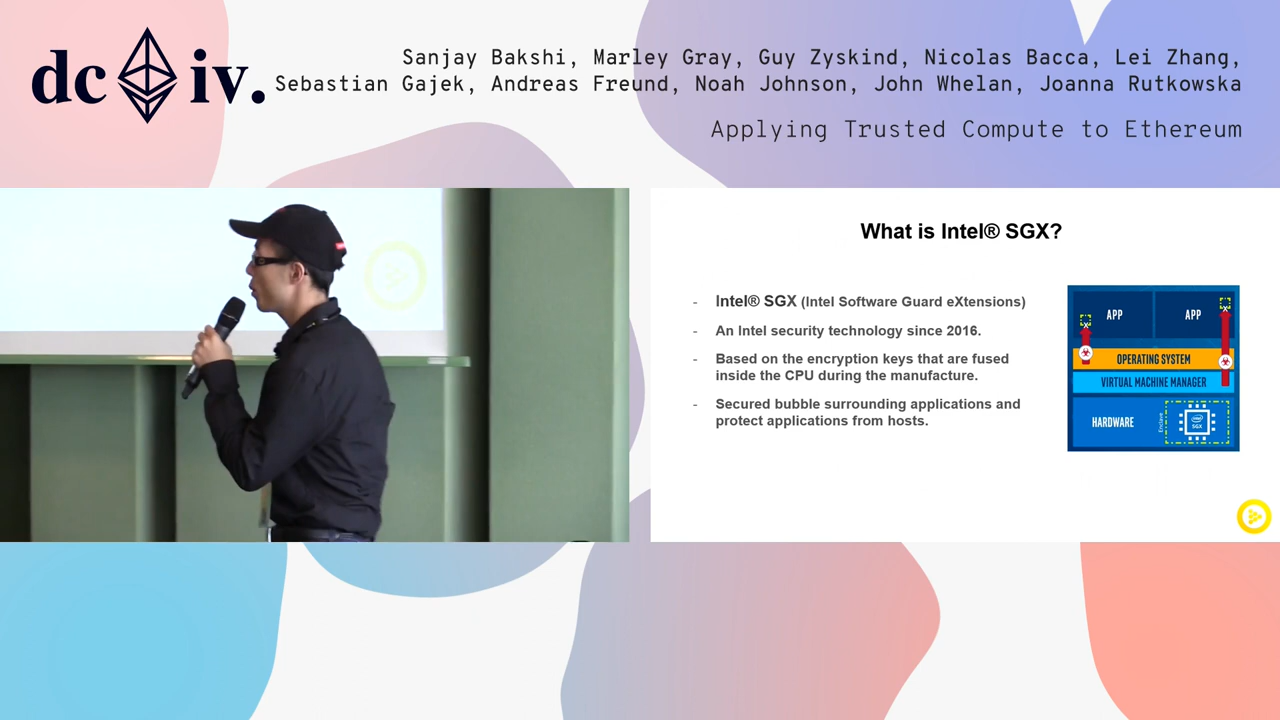 dc iv.
Sanjay Bakshi, Marley Gray, Guy Zyskind, Nicolas Bacca, Lei Zhang,
Sebastian Gajek, Andreas Freund, Noah Johnson, John Whelan, Joanna Rutkowska
Applying Trusted Compute to Ethereum
What is Intel® SGX?
- Intel® SGX (Intel Software Guard eXtensions)
- An Intel security technology since 2016.
- Based on the encryption keys that are fused
inside the CPU during the manufacture.
- Secured bubble surrounding applications and
protect applications from hosts.
APP APP
OPERATING SYSTEM
VIRTUAL MACHINE MANAGER
HARDWARE
Enclave
intel
SGX